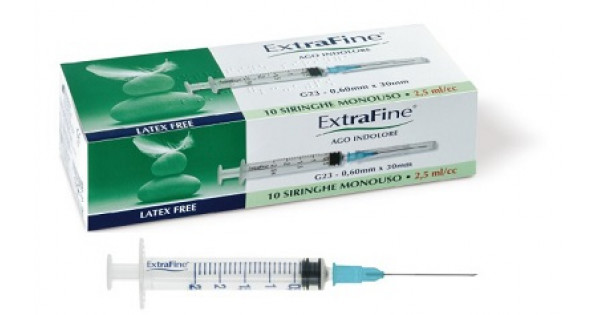 ExtraFine®
AGO INDOLORE
G23 - 0,60mm x 30mm
10 SIRINGHE MONOUSO • 2,5 ml/cc
LATEX FREE
ExtraFine®
AGO INDOLORE
G23 - 0,60mm x 30mm
10 SIRINGHE MONOUSO • 2,5 ml/cc
LATEX FREE
ExtraFine®